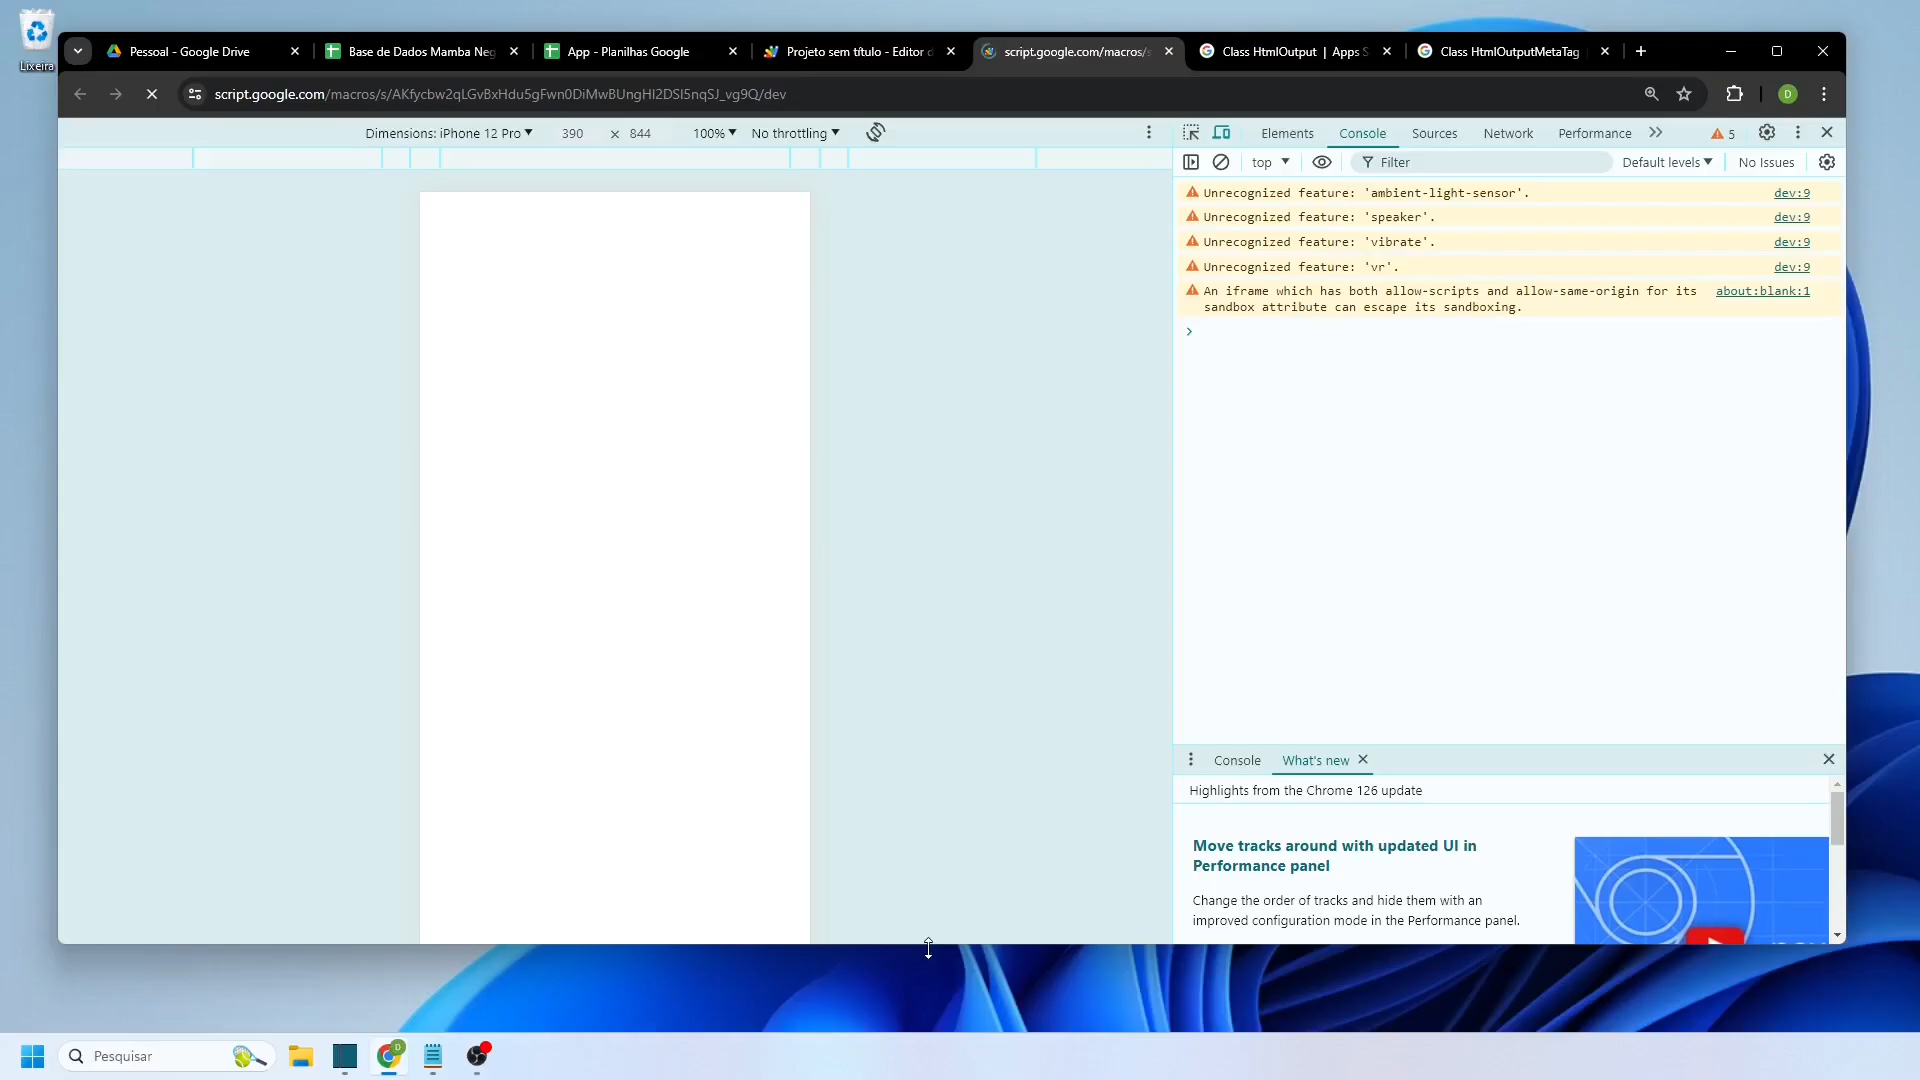 Lixeira
Pessoal - Google Drive
Base de Dados Mamba Neg
App - Planilhas Google
Projeto sem título - Editor d
script.google.com/macros/s
Class HtmlOutput | Apps S
Class HtmlOutputMetaTag
script.google.com/macros/s/AKfycbw2qLGvBxHdu5gFwn0DiMwBUngHI2DSI5nqSJ_vg9Q/dev
D
Dimensions: iPhone 12 Pro 390 × 844 100% No throttling
Elements Console Sources Network Performance 5
top Filter Default levels No Issues
Unrecognized feature: 'ambient-light-sensor'. dev:9
Unrecognized feature: 'speaker'. dev:9
Unrecognized feature: 'vibrate'. dev:9
Unrecognized feature: 'vr'. dev:9
An iframe which has both allow-scripts and allow-same-origin for its about:blank:1
sandbox attribute can escape its sandboxing.
Console What's new
Highlights from the Chrome 126 update
Move tracks around with updated UI in
Performance panel
Change the order of tracks and hide them with an
improved configuration mode in the Performance panel.
Pesquisar
D